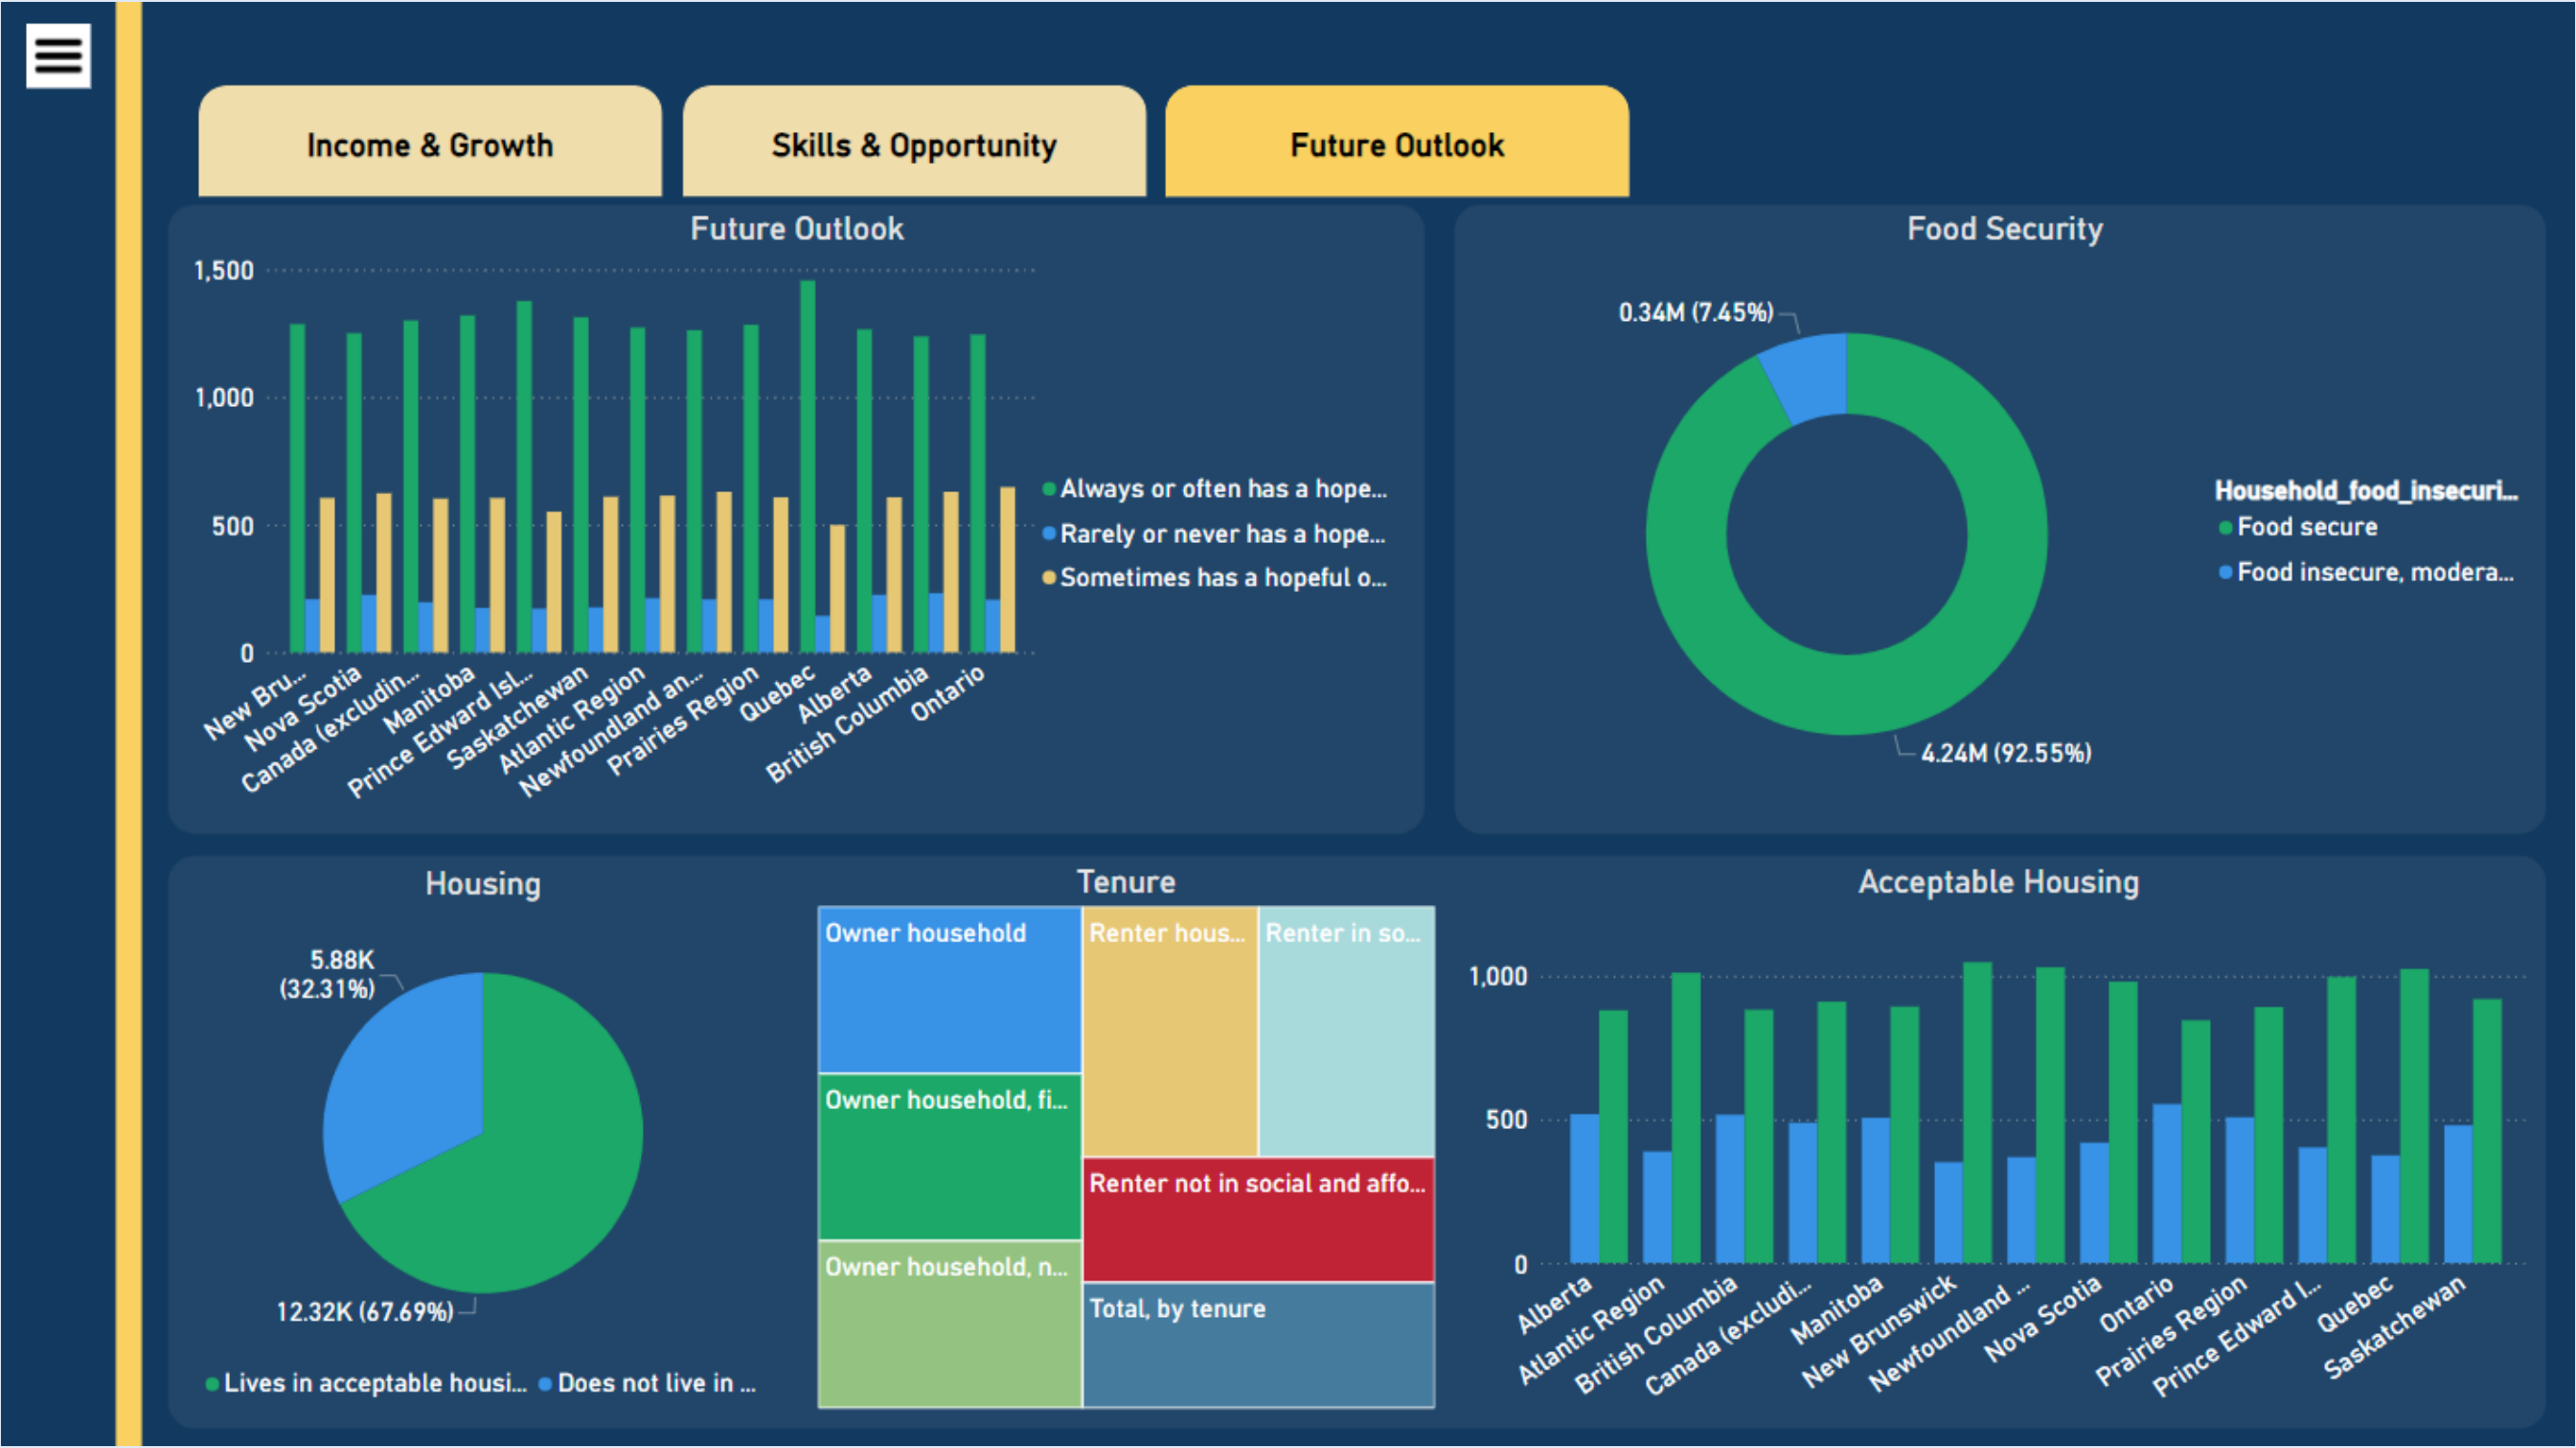 Income & Growth
Skills & Opportunity
Future Outlook
Future Outlook
1,500
1,000
500
0
New Bru...
Nova Scotia
Canada (excludin...
Manitoba
Prince Edward Isl...
Saskatchewan
Atlantic Region
Newfoundland an...
Prairies Region
Quebec
Alberta
British Columbia
Ontario
Always or often has a hope...
Rarely or never has a hope...
Sometimes has a hopeful o...
Food Security
0.34M (7.45%)
4.24M (92.55%)
Household_food_insecuri...
Food secure
Food insecure, modera...
Housing
5.88K
(32.31%)
12.32K (67.69%)
Lives in acceptable housi...
Does not live in ...
Tenure
Owner household
Owner household, fi...
Owner household, n...
Renter hous...
Renter in so...
Renter not in social and affo...
Total, by tenure
Acceptable Housing
1,000
500
0
Alberta
Atlantic Region
British Columbia
Canada (excludi...
Manitoba
New Brunswick
Newfoundland ...
Nova Scotia
Ontario
Prairies Region
Prince Edward I...
Quebec
Saskatchewan